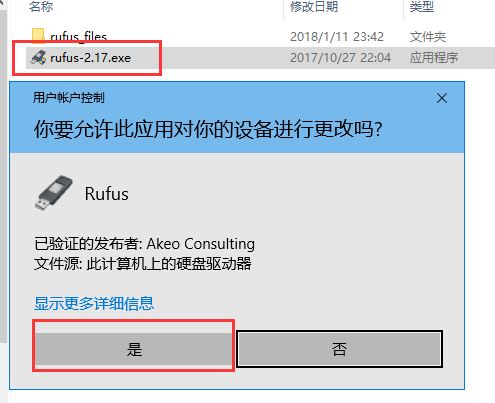 名称 修改日期 类型
rufus_files 2018/1/11 23:42 文件夹
rufus-2.17.exe 2017/10/27 22:04 应用程序
用户帐户控制
你要允许此应用对你的设备进行更改吗?
Rufus
已验证的发布者: Akeo Consulting
文件源: 此计算机上的硬盘驱动器
显示更多详细信息
是 否